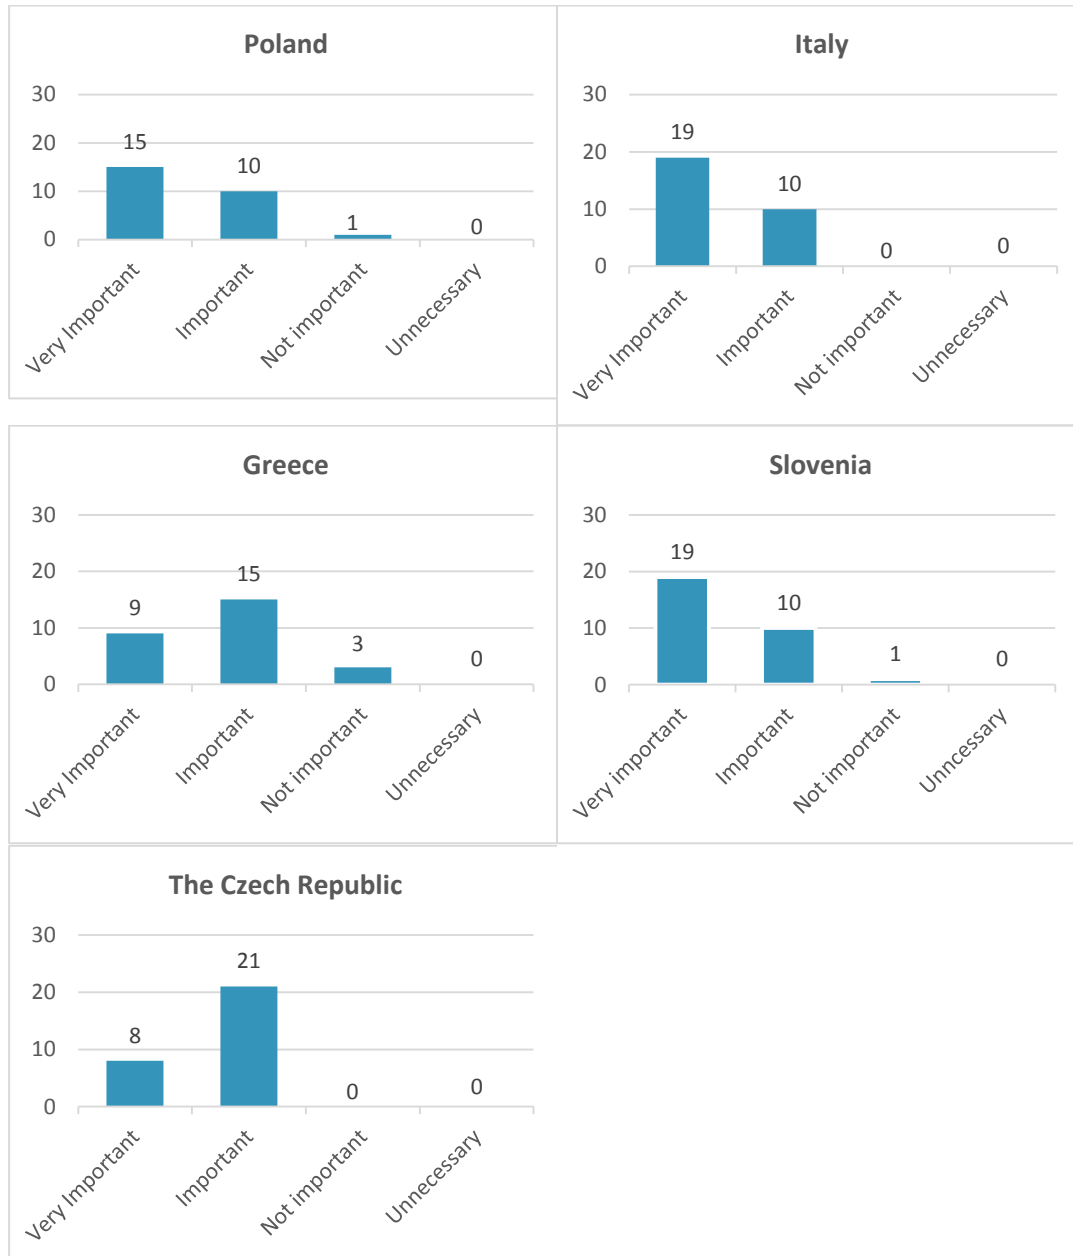 Poland
30
20
10
0
15
10
1
0
Very Important
Important
Not important
Unnecessary
Italy
30
20
10
0
19
10
0
0
Very Important
Important
Not important
Unnecessary
Greece
30
20
10
0
9
15
3
0
Very Important
Important
Not important
Unnecessary
Slovenia
30
20
10
0
19
10
1
0
Very important
Important
Not important
Unncessary
The Czech Republic
30
20
10
0
8
21
0
0
Very Important
Important
Not important
Unnecessary